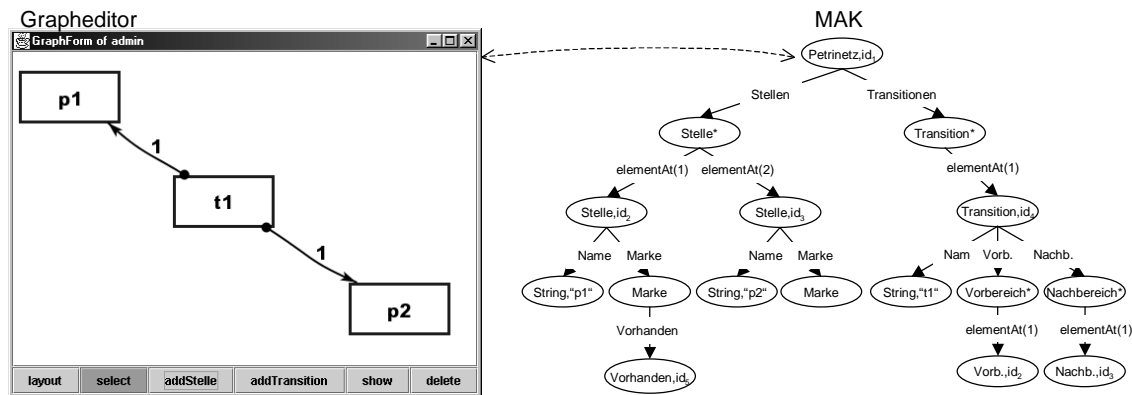 Grapheditor
MAK
GraphForm of admin
p1
1
t1
1
p2
layout select addStelle addTransition show delete
Petrinetz,id1
Stellen Transitionen
Stelle* Transition*
elementAt(1) elementAt(2) elementAt(1)
Stelle,id2 Stelle,id3 Transition,id4
Name Marke Name Marke Nam Vorb. Nachb.
String,"p1" Marke String,"p2" Marke String,"t1" Vorbereich* Nachbereich*
Vorhanden elementAt(1) elementAt(1)
Vorhanden,id5 Vorb.,id2 Nachb.,id3